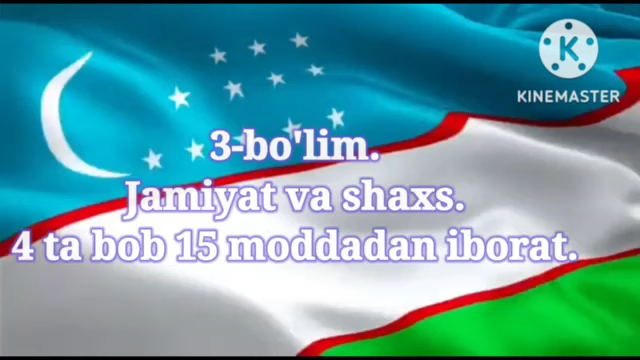 KINEMASTER
3-bo'lim.
Jamiyat va shaxs.
4 ta bob 15 moddadan iborat.